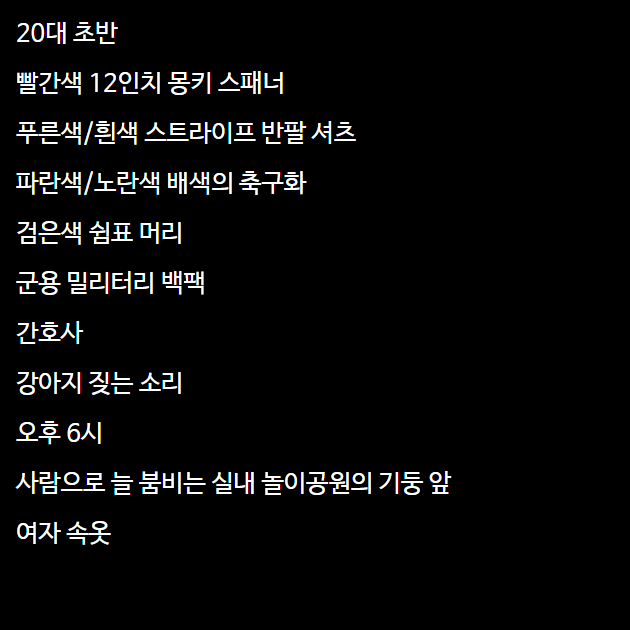 20대 초반
빨간색 12인치 몽키 스패너
푸른색/흰색 스트라이프 반팔 셔츠
파란색/노란색 배색의 축구화
검은색 쉼표 머리
군용 밀리터리 백팩
간호사
강아지 짖는 소리
오후 6시
사람으로 늘 붐비는 실내 놀이공원의 기둥 앞
여자 속옷